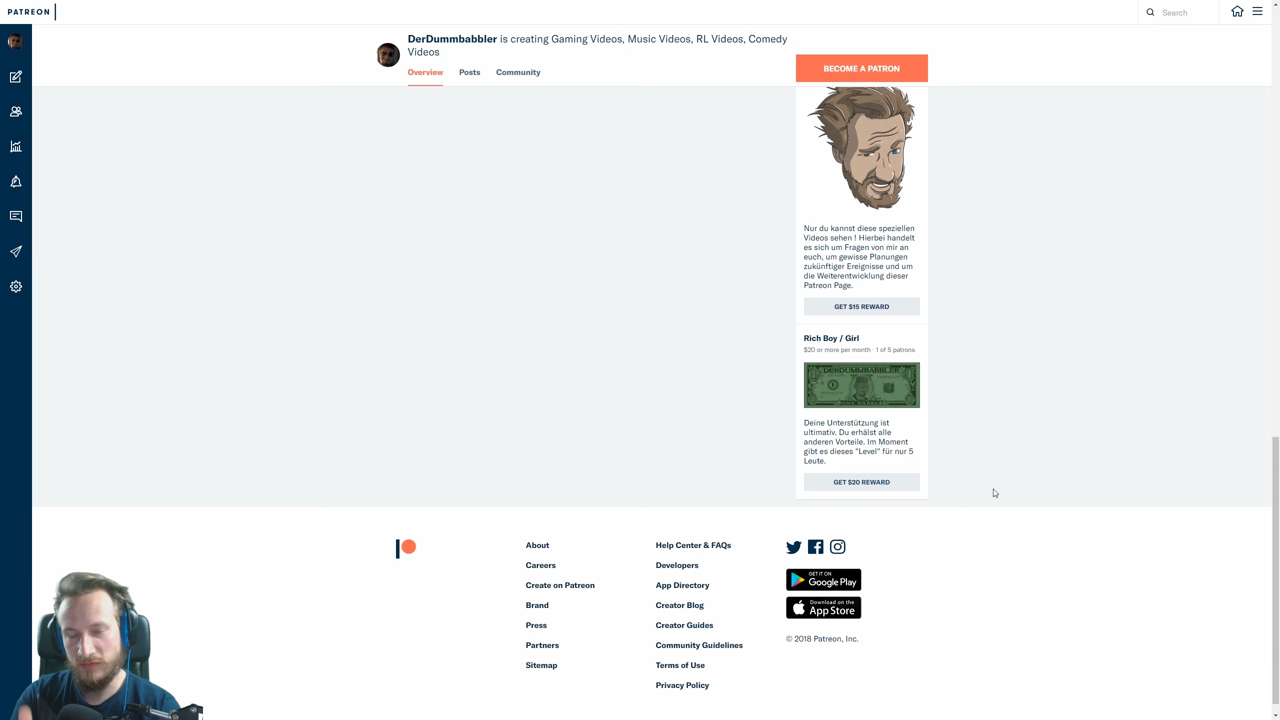 PATREON
Search
DerDummbabbler is creating Gaming Videos, Music Videos, RL Videos, Comedy
Videos
Overview
Posts
Community
BECOME A PATRON
Nur du kannst diese speziellen
Videos sehen ! Hierbei handelt
es sich um Fragen von mir an
euch, um gewisse Planungen
zukünftiger Ereignisse und um
die Weiterentwicklung dieser
Patreon Page.
GET $15 REWARD
Rich Boy / Girl
$20 or more per month · 1 of 5 patrons
DERDUMMBABBLER
Deine Unterstützung ist
ultimativ. Du erhälst alle
anderen Vorteile. Im Moment
gibt es dieses "Level" für nur 5
Leute.
GET $20 REWARD
About
Careers
Create on Patreon
Brand
Press
Partners
Sitemap
Help Center & FAQs
Developers
App Directory
Creator Blog
Creator Guides
Community Guidelines
Terms of Use
Privacy Policy
GET IT ON
Google Play
Download on the
App Store
© 2018 Patreon, Inc.